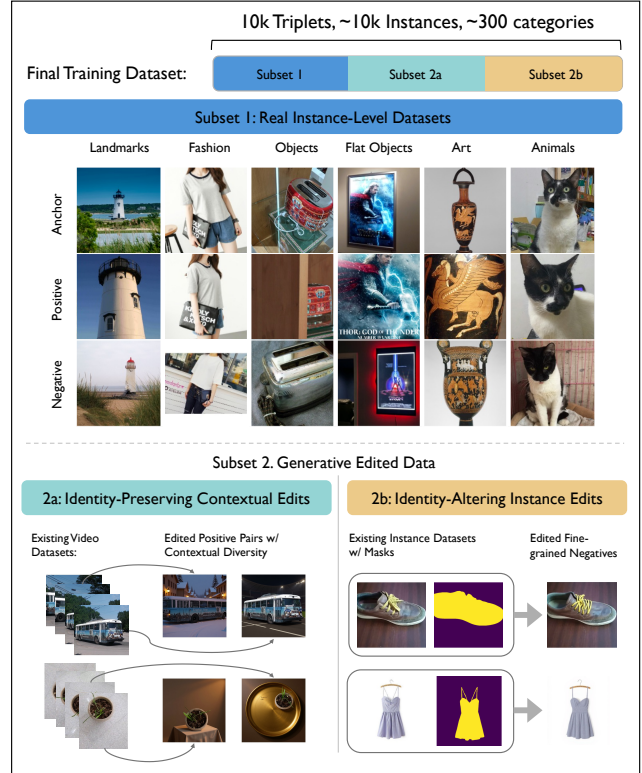 10k Triplets, ~10k Instances, ~300 categories
Final Training Dataset:
Subset 1
Subset 2a
Subset 2b
Subset 1: Real Instance-Level Datasets
Landmarks
Fashion
Objects
Flat Objects
Art
Animals
Anchor
Positive
THOR: GOD OF THUNDER
Negative
Subset 2. Generative Edited Data
2a: Identity-Preserving Contextual Edits
2b: Identity-Altering Instance Edits
Existing Video
Datasets:
Edited Positive Pairs w/
Contextual Diversity
Existing Instance Datasets
w/ Masks
Edited Fine-
grained Negatives